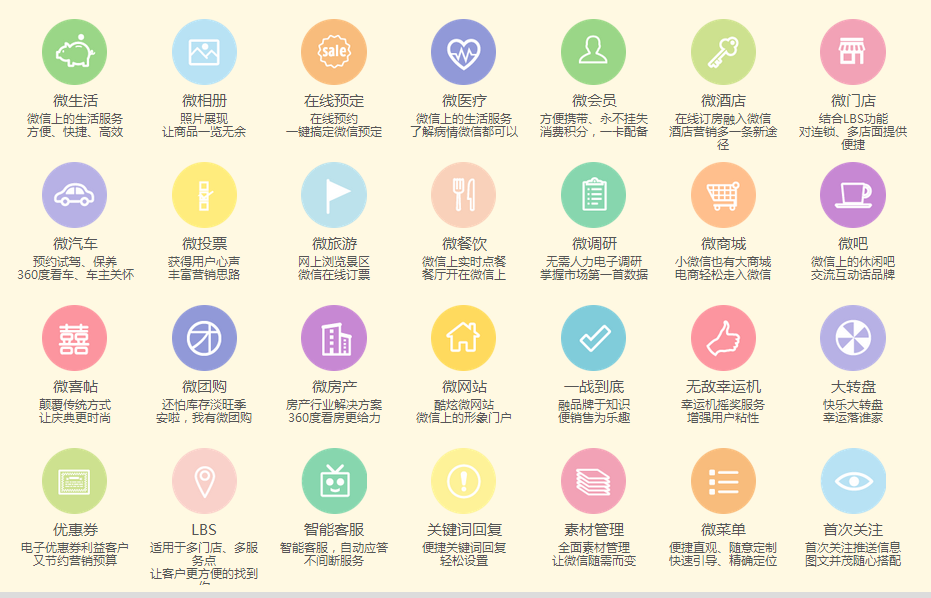 sale
微生活
微信上的生活服务
方便、快捷、高效
微相册
照片展现
让商品一览无余
在线预定
在线预约
一键搞定微信预定
微医疗
微信上的生活服务
了解病情微信都可以
微会员
方便携带、永不挂失
消费积分，一卡配备
微酒店
在线订房融入微信
酒店营销多一条新途
径
微门店
结合LBS功能
对连锁、多店面提供
便捷
微汽车
预约试驾、保养
360度看车、车主关怀
微投票
获得用户心声
丰富营销思路
微旅游
网上浏览景区
微信在线订票
微餐饮
微信上实时点餐
餐厅开在微信上
微调研
无需人力电子调研
掌握市场第一首数据
微商城
小微信也有大商城
电商轻松走入微信
微吧
微信上的休闲吧
交流互动话品牌
囍
微喜帖
颠覆传统方式
让庆典更时尚
微团购
还怕库存淡旺季
安啦，我有微团购
微房产
房产行业解决方案
360度看房更给力
微网站
酷炫微网站
微信上的形象门户
一战到底
融品牌于知识
便销售为乐趣
无敌幸运机
幸运机摇奖服务
增强用户粘性
大转盘
快乐大转盘
幸运落谁家
优惠券
电子优惠券利益客户
又节约营销预算
LBS
适用于多门店、多服
务点
让客户更方便的找到
智能客服
智能客服，自动应答
不间断服务
关键词回复
便捷关键词回复
轻松设置
素材管理
全面素材管理
让微信随需而变
微菜单
便捷直观、随意定制
快速引导、精确定位
首次关注
首次关注推送信息
图文并茂随心搭配